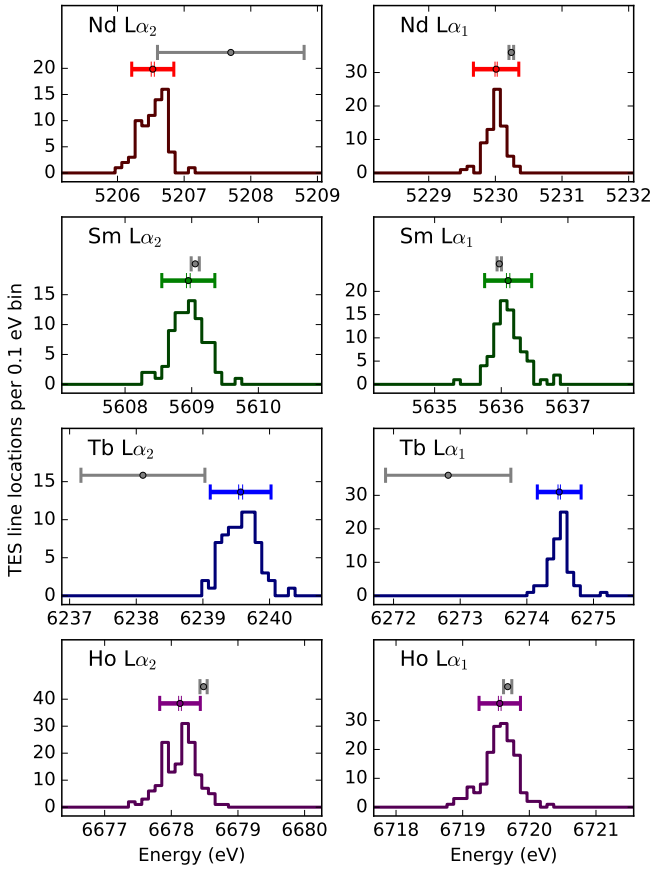 Nd Lα₂
20
15
10
5
0
5206 5207 5208 5209
Nd Lα₁
30
20
10
0
5229 5230 5231 5232
Sm Lα₂
15
10
5
0
5608 5609 5610
Sm Lα₁
20
15
10
5
0
5635 5636 5637
Tb Lα₂
15
10
5
0
6237 6238 6239 6240
Tb Lα₁
30
20
10
0
6272 6273 6274 6275
Ho Lα₂
40
30
20
10
0
6677 6678 6679 6680
Energy (eV)
Ho Lα₁
30
20
10
0
6718 6719 6720 6721
Energy (eV)
TES line locations per 0.1 eV bin